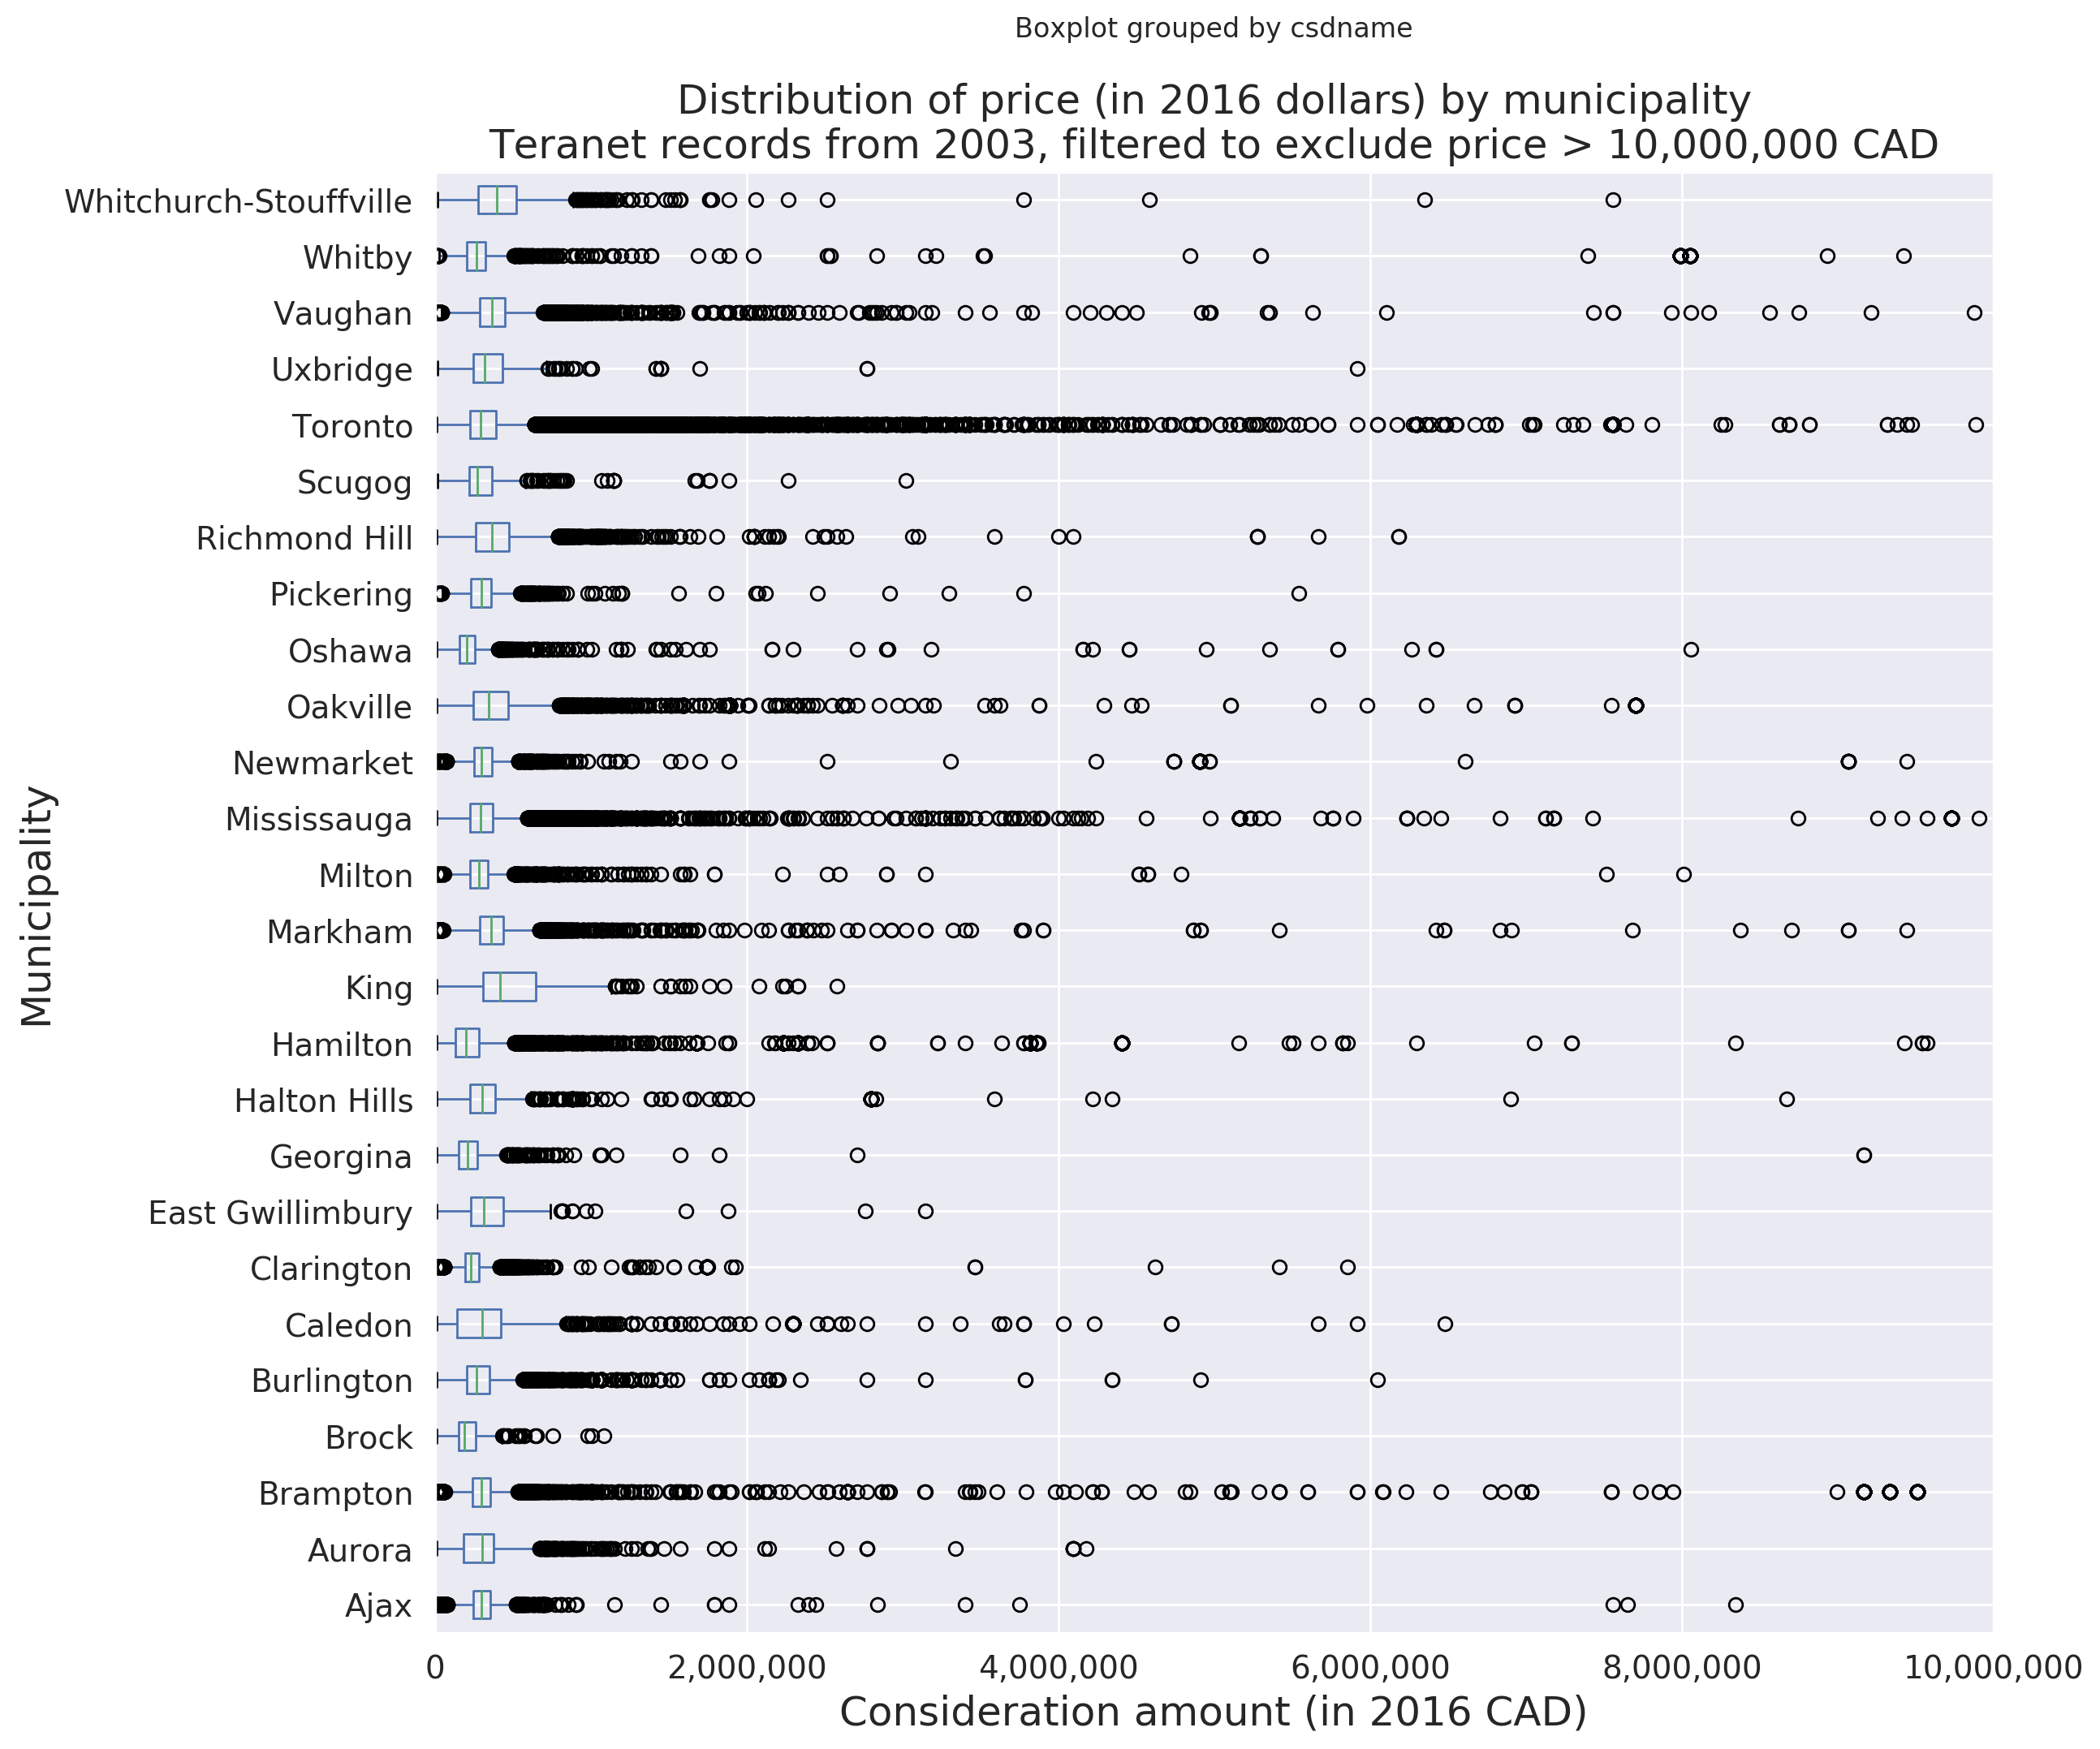 Boxplot grouped by csdname
Distribution of price (in 2016 dollars) by municipality
Teranet records from 2003, filtered to exclude price > 10,000,000 CAD
Whitchurch-Stouffville
Whitby
Vaughan
Uxbridge
Toronto
Scugog
Richmond Hill
Pickering
Oshawa
Oakville
Newmarket
Mississauga
Milton
Markham
King
Hamilton
Halton Hills
Georgina
East Gwillimbury
Clarington
Caledon
Burlington
Brock
Brampton
Aurora
Ajax
Municipality
0 2,000,000 4,000,000 6,000,000 8,000,000 10,000,000
Consideration amount (in 2016 CAD)